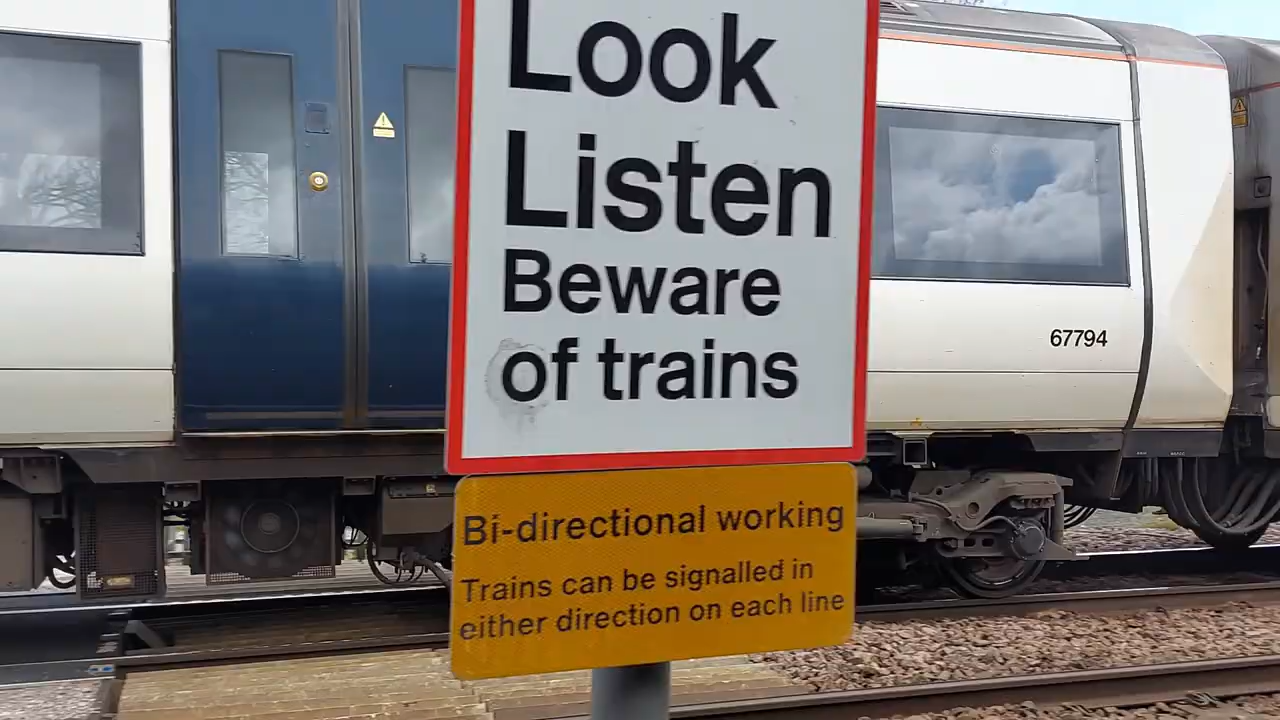 Look
Listen
Beware
of trains
67794
Bi-directional working
Trains can be signalled in
either direction on each line